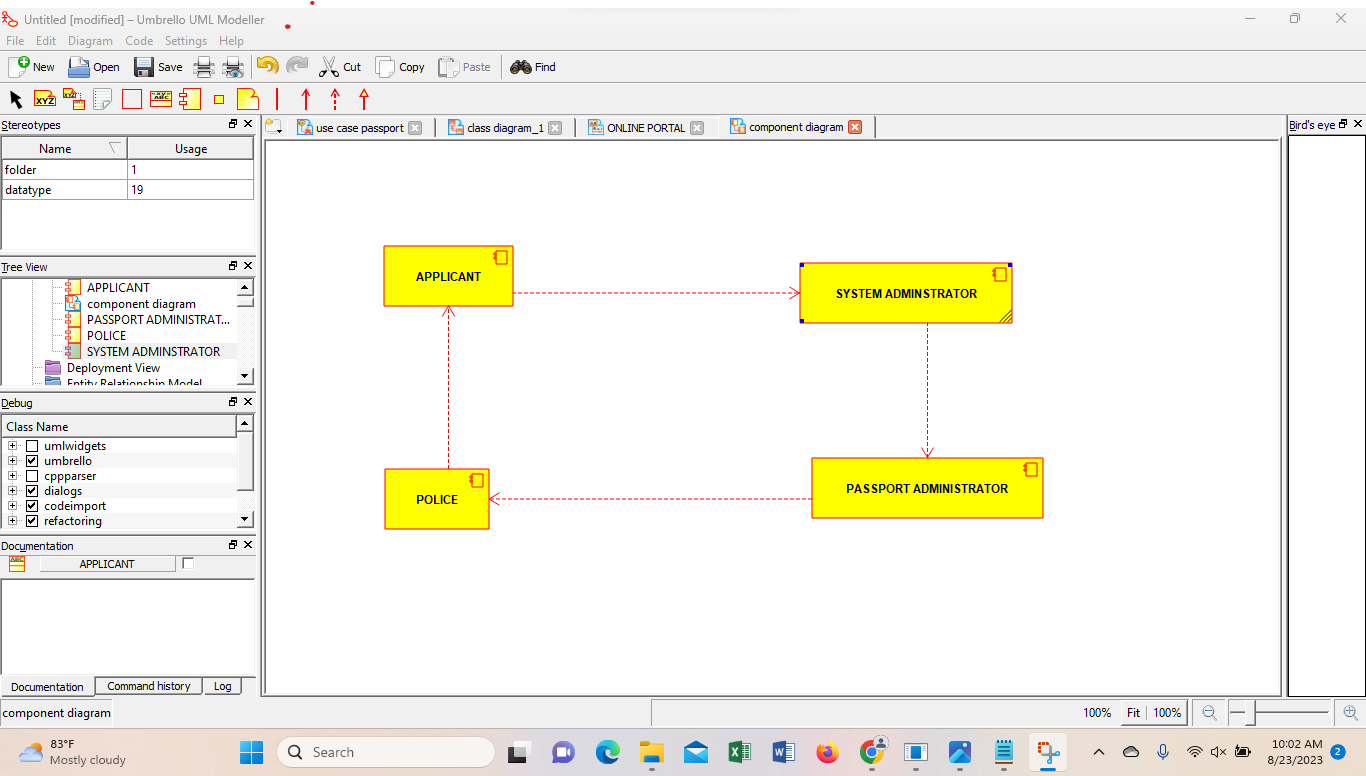 Untitled [modified] – Umbrello UML Modeller
File Edit Diagram Code Settings Help
New Open Save Cut Copy Paste Find
XYZ
Stereotypes
Name Usage
folder 1
datatype 19
Tree View
APPLICANT
component diagram
PASSPORT ADMINISTRAT...
POLICE
SYSTEM ADMINSTRATOR
Deployment View
Entity Relationship Model
Debug
Class Name
umlwidgets
umbrello
cppparser
dialogs
codeimport
refactoring
Documentation
APPLICANT
Documentation Command history Log
use case passport class diagram_1 ONLINE PORTAL component diagram
APPLICANT
SYSTEM ADMINSTRATOR
POLICE
PASSPORT ADMINISTRATOR
Bird's eye
component diagram
100% Fit 100%
83°F
Mostly cloudy
Search
10:02 AM
8/23/2023
2